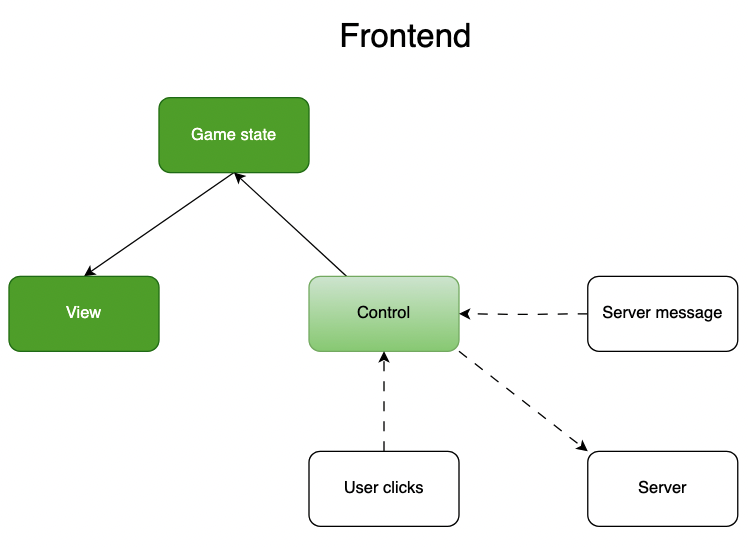 Frontend
Game state
View
Control
Server message
User clicks
Server